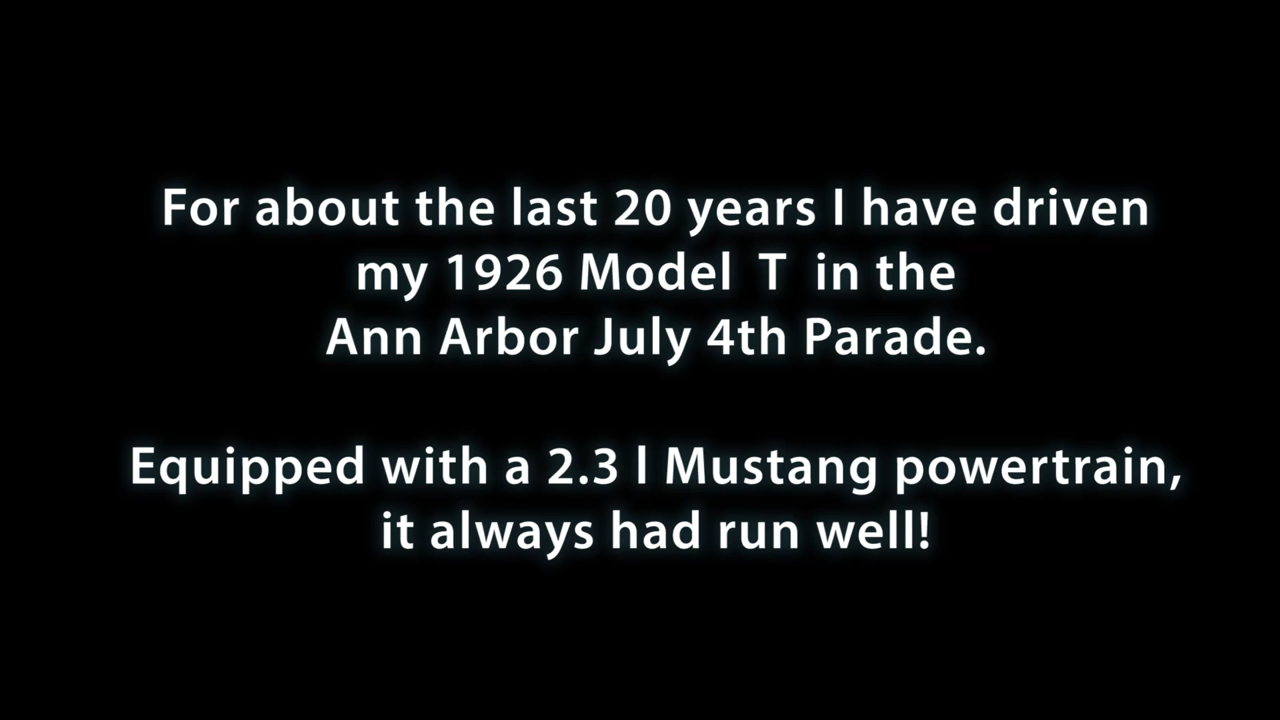 For about the last 20 years I have driven
my 1926 Model  T  in the
Ann Arbor July 4th Parade.
Equipped with a 2.3 l Mustang powertrain,
it always had run well!